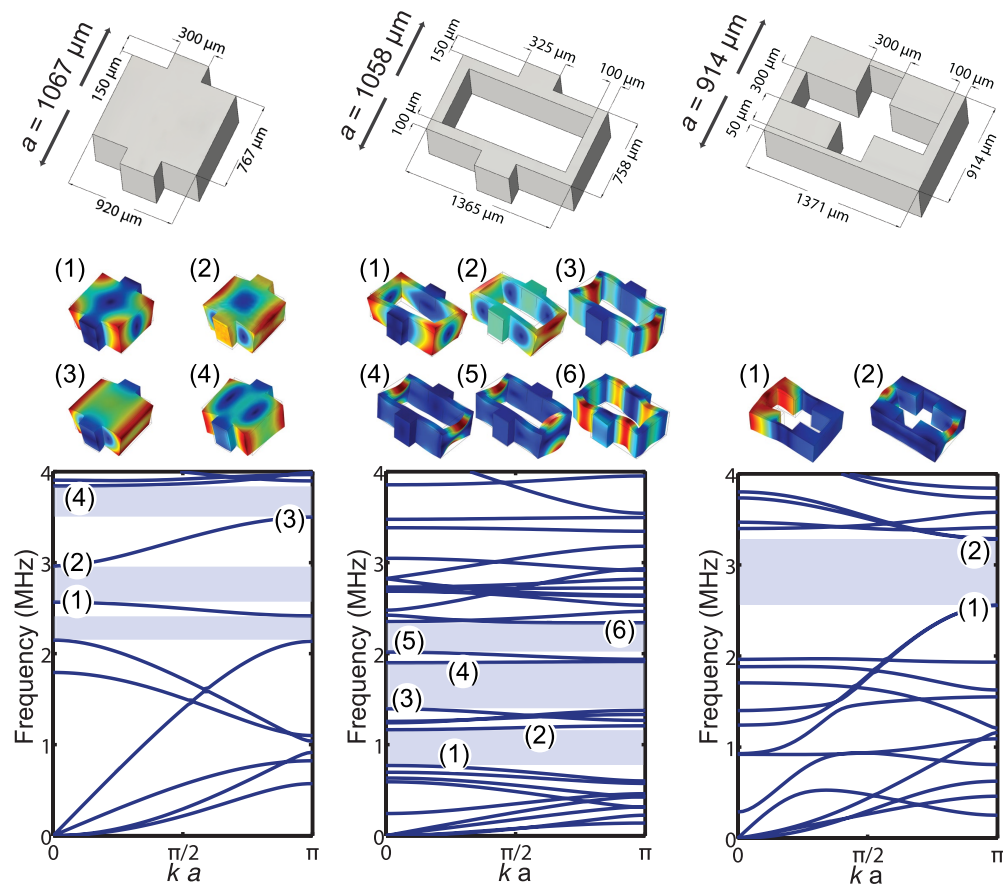 a = 1067 μm
150 μm
300 μm
767 μm
920 μm
a = 1058 μm
150 μm
325 μm
100 μm
100 μm
758 μm
1365 μm
a = 914 μm
300 μm
300 μm
100 μm
50 μm
914 μm
1371 μm
(1) (2)
(3) (4)
(1) (2) (3)
(4) (5) (6)
(1) (2)
Frequency (MHz)
4
3
2
1
0
(4)
(3)
(2)
(1)
0 π/2 π
k a
Frequency (MHz)
4
3
2
1
0
(6)
(5)
(4)
(3)
(2)
(1)
0 π/2 π
k a
Frequency (MHz)
4
3
2
1
0
(2)
(1)
0 π/2 π
k a